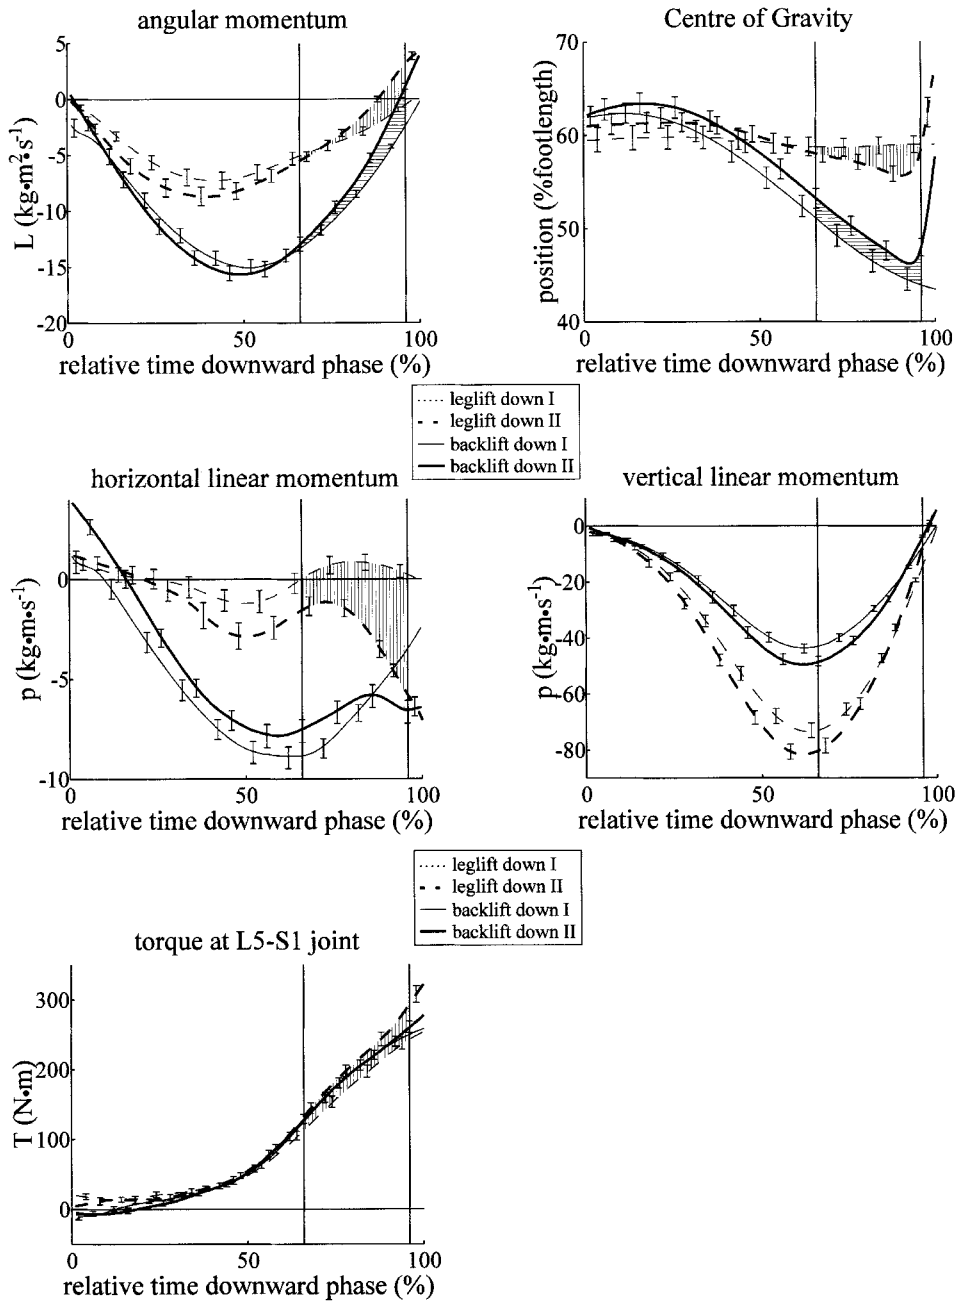 angular momentum
5
0
-5
-10
-15
-20
L (kg•m²•s⁻¹)
0
50
100
relative time downward phase (%)
Centre of Gravity
70
60
50
40
position (%footlength)
0
50
100
relative time downward phase (%)
leglift down I
leglift down II
backlift down I
backlift down II
horizontal linear momentum
0
-5
-10
p (kg•m•s⁻¹)
0
50
100
relative time downward phase (%)
vertical linear momentum
0
-20
-40
-60
-80
p (kg•m•s⁻¹)
0
50
100
relative time downward phase (%)
leglift down I
leglift down II
backlift down I
backlift down II
torque at L5-S1 joint
300
200
100
0
T (N•m)
0
50
100
relative time downward phase (%)